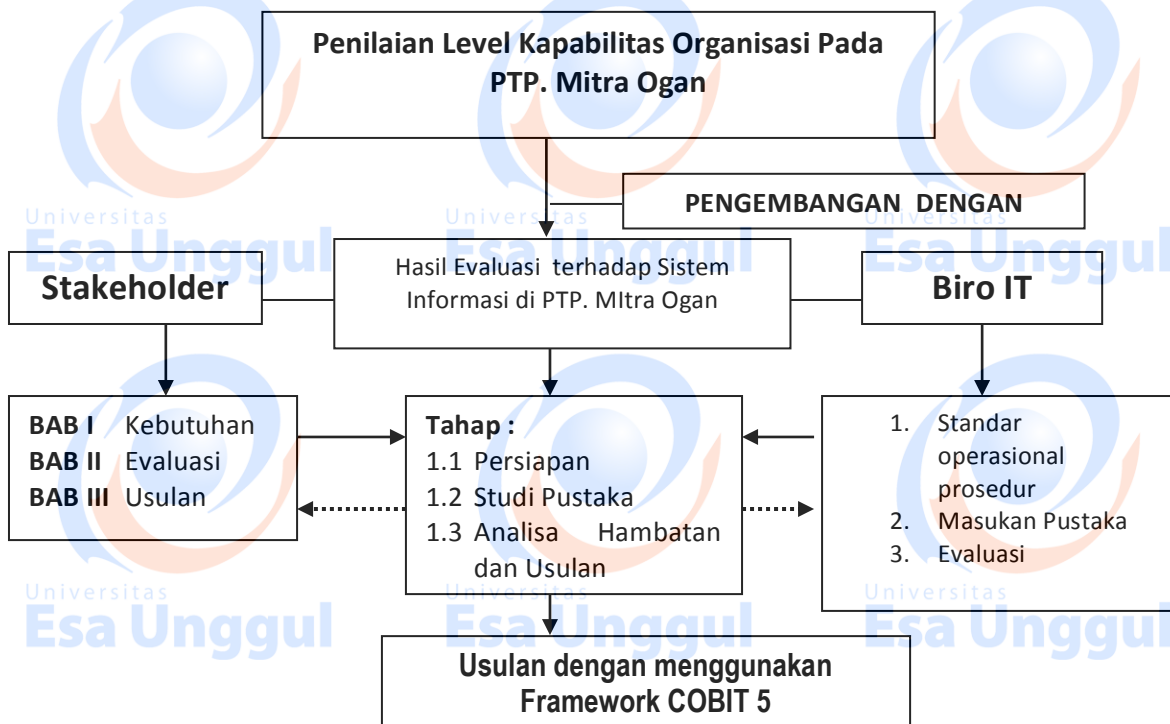 Penilaian Level Kapabilitas Organisasi Pada
PTP. Mitra Ogan
PENGEMBANGAN DENGAN
Universitas
Esa Unggul
Universitas
Esa Unggul
Universitas
Esa Unggul
Stakeholder
Hasil Evaluasi terhadap Sistem
Informasi di PTP. MItra Ogan
Biro IT
BAB I Kebutuhan
BAB II Evaluasi
BAB III Usulan
Tahap :
1.1 Persiapan
1.2 Studi Pustaka
1.3 Analisa Hambatan
dan Usulan
1. Standar
operasional
prosedur
2. Masukan Pustaka
3. Evaluasi
Universitas
Esa Unggul
Universitas
Esa Unggul
Universitas
Esa Unggul
Usulan dengan menggunakan
Framework COBIT 5